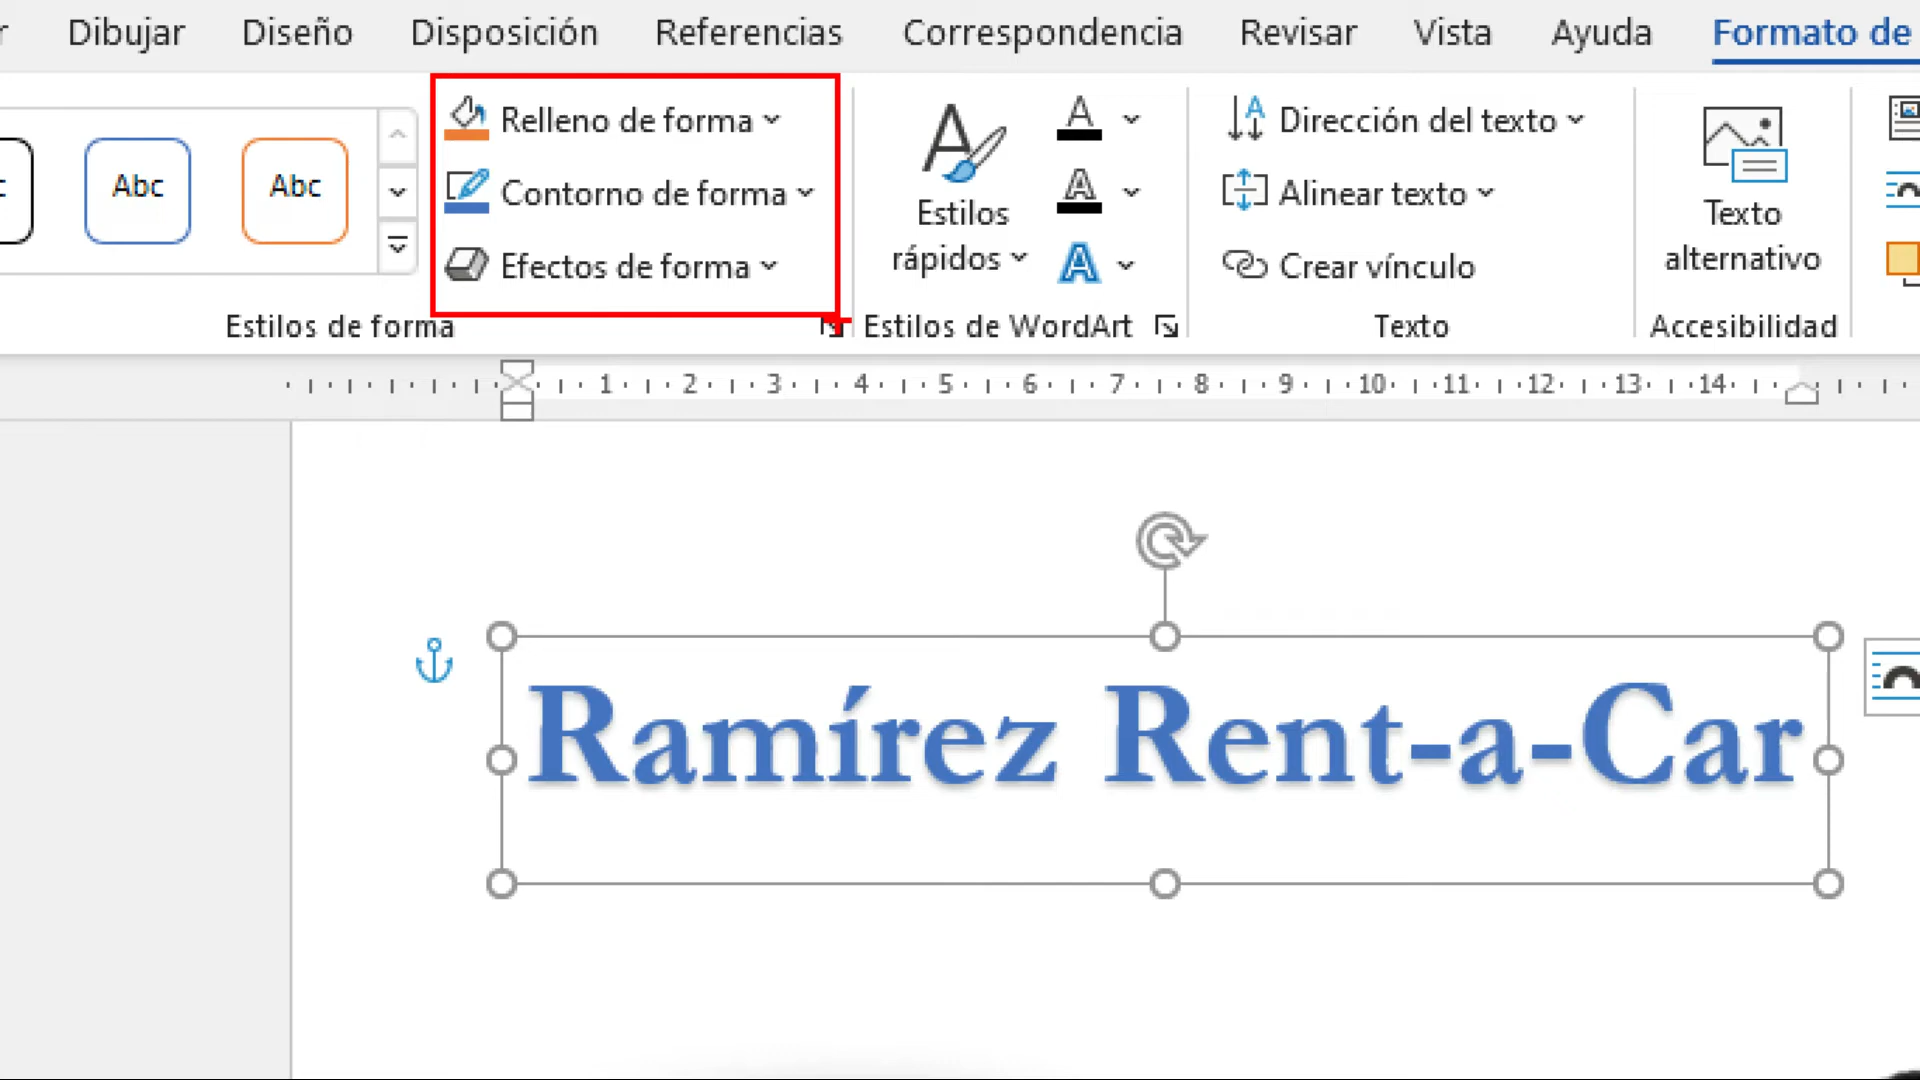 Dibujar Diseño Disposición Referencias Correspondencia Revisar Vista Ayuda Formato de
Abc Abc
Relleno de forma
Contorno de forma
Efectos de forma
Estilos de forma
Estilos
rápidos
Estilos de WordArt
Dirección del texto
Alinear texto
Crear vínculo
Texto
Texto
alternativo
Accesibilidad
1 2 3 4 5 6 7 8 9 10 11 12 13 14
Ramírez Rent-a-Car